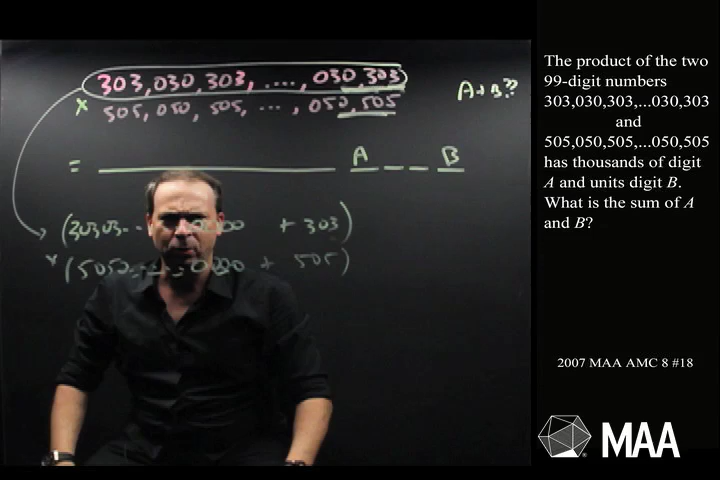 303,030,303, ...., 030,303
x 505,050,505, ..., 050,505
A+B??
= A B
+ 303)
+ 505)
The product of the two
99-digit numbers
303,030,303,...030,303
and
505,050,505,...050,505
has thousands of digit
A and units digit B.
What is the sum of A
and B?
2007 MAA AMC 8 #18
MAA